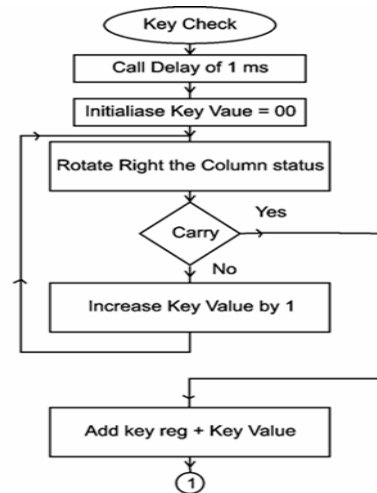 Key Check
Call Delay of 1 ms
Initialiase Key Vaue = 00
Rotate Right the Column status
Yes
Carry
No
Increase Key Value by 1
Add key reg + Key Value
1